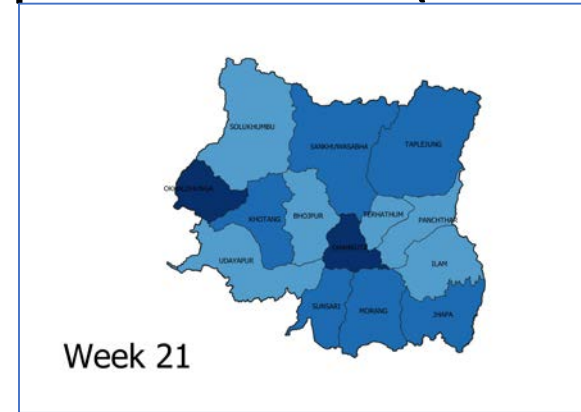 SOLUKHUMBU
SANKHUWASABHA
TAPLEJUNG
OKHALDHUNGA
KHOTANG
BHOJPUR
TERHATHUM
PANCHTHAR
DHANKUTA
UDAYAPUR
ILAM
SUNSARI
MORANG
JHAPA
Week 21